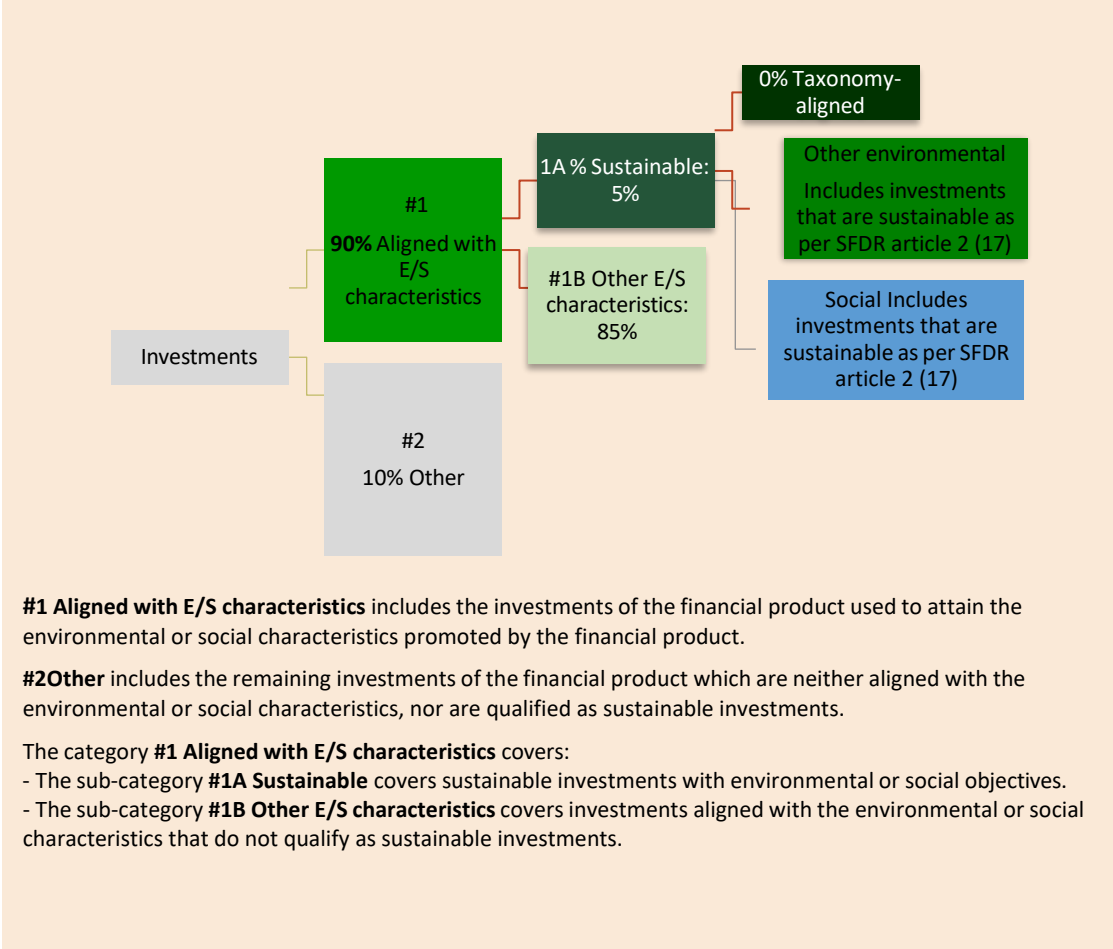 0% Taxonomy-
aligned
1A % Sustainable:
5%
Other environmental
Includes investments
that are sustainable as
per SFDR article 2 (17)
#1
90% Aligned with
E/S
characteristics
#1B Other E/S
characteristics:
85%
Social Includes
investments that are
sustainable as per SFDR
article 2 (17)
Investments
#2
10% Other
#1 Aligned with E/S characteristics includes the investments of the financial product used to attain the
environmental or social characteristics promoted by the financial product.
#2Other includes the remaining investments of the financial product which are neither aligned with the
environmental or social characteristics, nor are qualified as sustainable investments.
The category #1 Aligned with E/S characteristics covers:
- The sub-category #1A Sustainable covers sustainable investments with environmental or social objectives.
- The sub-category #1B Other E/S characteristics covers investments aligned with the environmental or social
characteristics that do not qualify as sustainable investments.